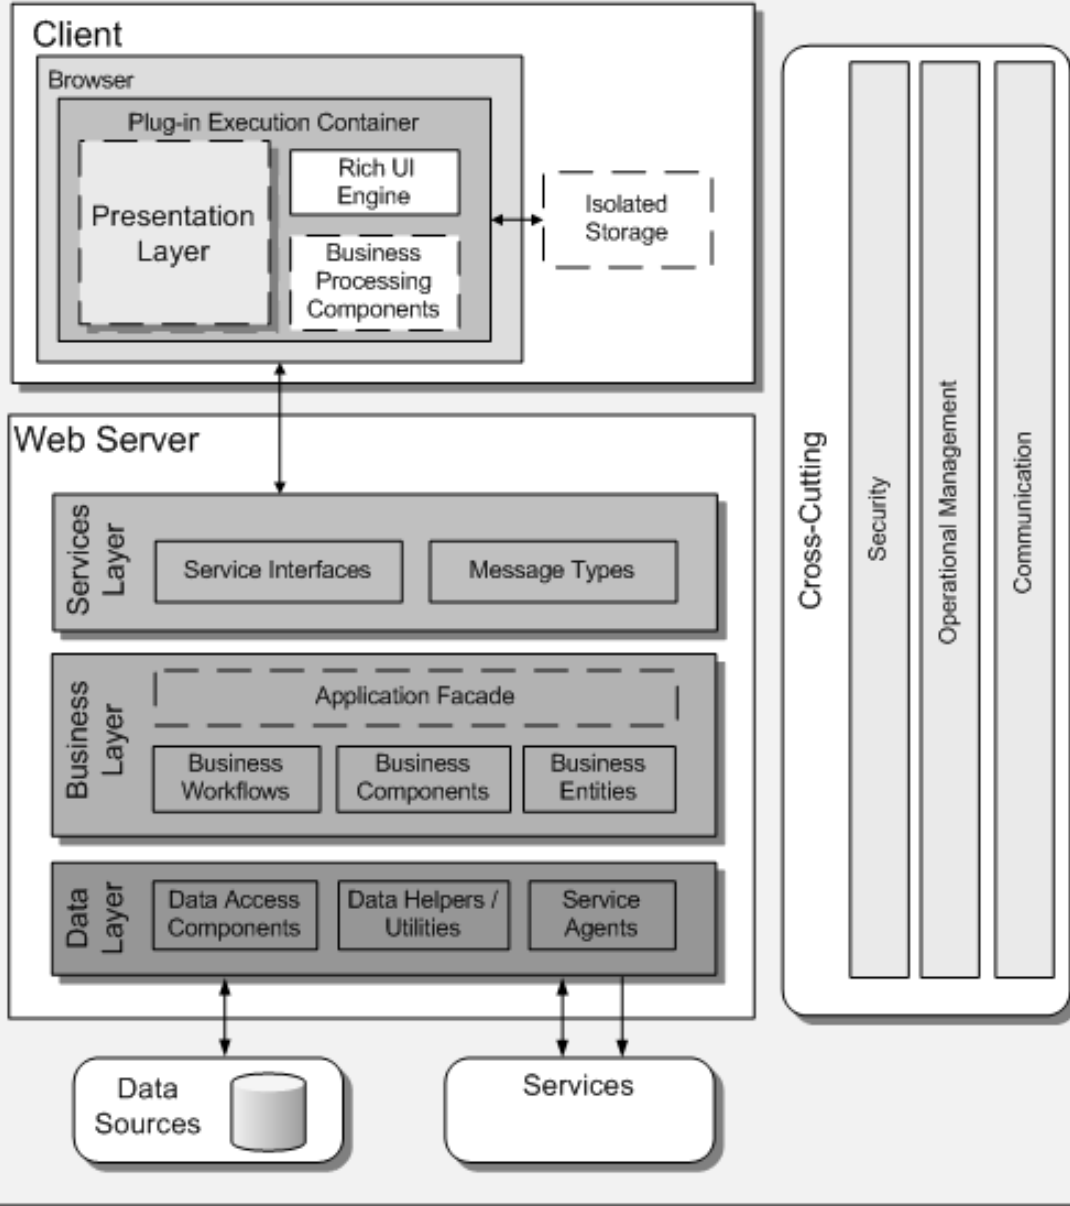 Client
Browser
Plug-in Execution Container
Presentation
Layer
Rich UI
Engine
Business
Processing
Components
Isolated
Storage
Web Server
Services
Layer
Service Interfaces
Message Types
Business
Layer
Application Facade
Business
Workflows
Business
Components
Business
Entities
Data
Layer
Data Access
Components
Data Helpers /
Utilities
Service
Agents
Data
Sources
Services
Cross-Cutting
Security
Operational Management
Communication